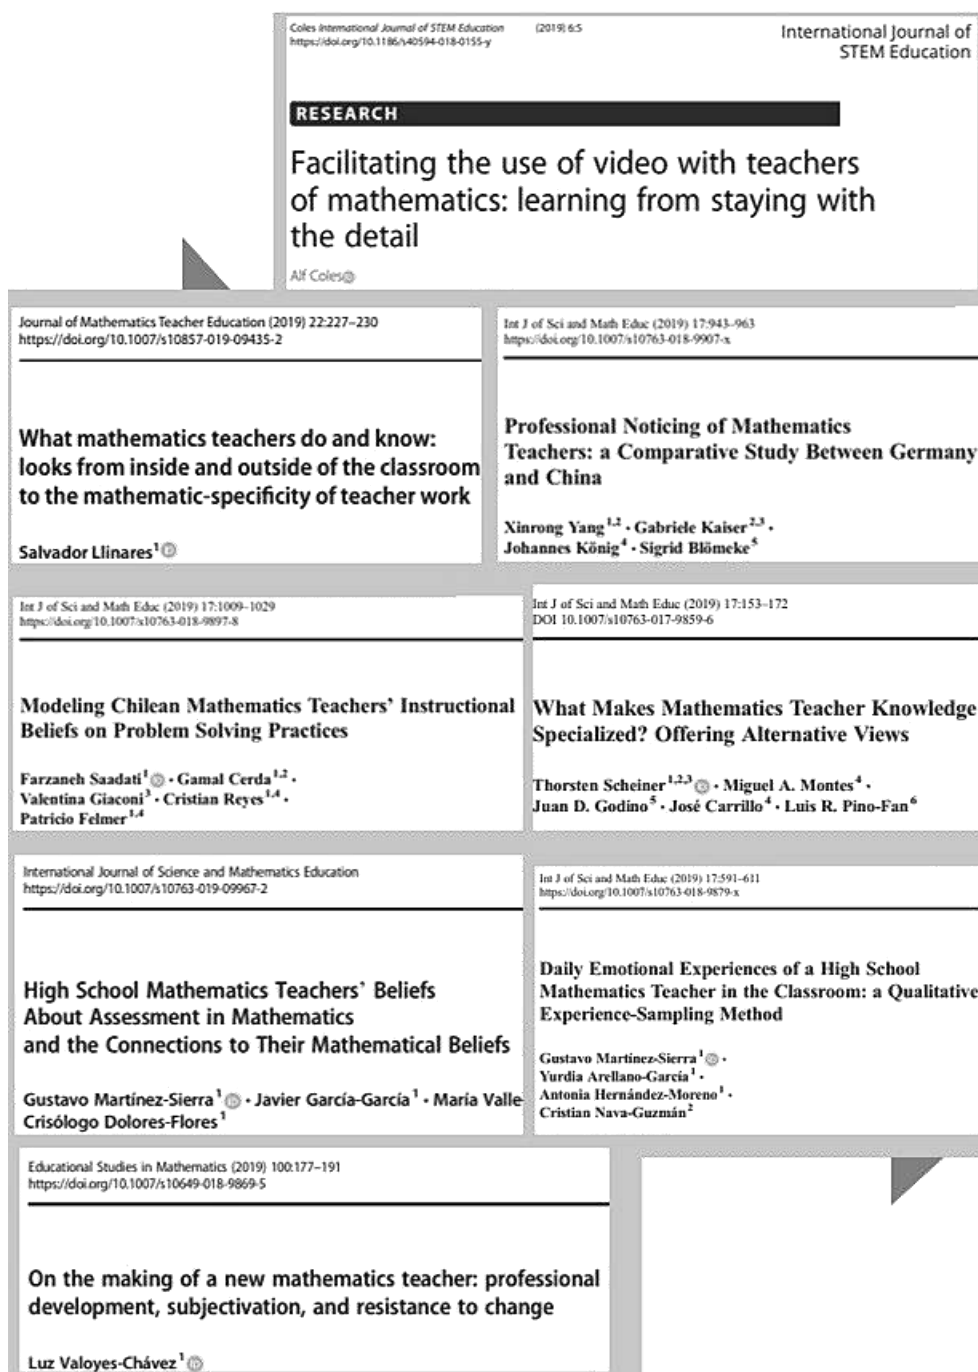 Coles International Journal of STEM Education (2019) 6:5
https://doi.org/10.1186/s40594-018-0155-y
International Journal of
STEM Education
RESEARCH
Facilitating the use of video with teachers
of mathematics: learning from staying with
the detail
Alf Coles
Journal of Mathematics Teacher Education (2019) 22:227–230
https://doi.org/10.1007/s10857-019-09435-2
What mathematics teachers do and know:
looks from inside and outside of the classroom
to the mathematic-specificity of teacher work
Salvador Llinares1
Int J of Sci and Math Educ (2019) 17:943–963
https://doi.org/10.1007/s10763-018-9907-x
Professional Noticing of Mathematics
Teachers: a Comparative Study Between Germany
and China
Xinrong Yang1,2 · Gabriele Kaiser2,3 ·
Johannes König4 · Sigrid Blömeke5
Int J of Sci and Math Educ (2019) 17:1009–1029
https://doi.org/10.1007/s10763-018-9897-8
Modeling Chilean Mathematics Teachers' Instructional
Beliefs on Problem Solving Practices
Farzaneh Saadati1 · Gamal Cerda1,2 ·
Valentina Giaconi3 · Cristian Reyes1,4 ·
Patricio Felmer1,4
Int J of Sci and Math Educ (2019) 17:153–172
DOI 10.1007/s10763-017-9859-6
What Makes Mathematics Teacher Knowledge
Specialized? Offering Alternative Views
Thorsten Scheiner1,2,3 · Miguel A. Montes4 ·
Juan D. Godino5 · José Carrillo4 · Luis R. Pino-Fan6
International Journal of Science and Mathematics Education
https://doi.org/10.1007/s10763-019-09967-2
High School Mathematics Teachers' Beliefs
About Assessment in Mathematics
and the Connections to Their Mathematical Beliefs
Gustavo Martínez-Sierra1 · Javier García-García1 · María Valle
Crisólogo Dolores-Flores1
Int J of Sci and Math Educ (2019) 17:591–611
https://doi.org/10.1007/s10763-018-9879-x
Daily Emotional Experiences of a High School
Mathematics Teacher in the Classroom: a Qualitative
Experience-Sampling Method
Gustavo Martínez-Sierra1 ·
Yurdia Arellano-García1 ·
Antonia Hernández-Moreno1 ·
Cristian Nava-Guzmán2
Educational Studies in Mathematics (2019) 100:177–191
https://doi.org/10.1007/s10649-018-9869-5
On the making of a new mathematics teacher: professional
development, subjectivation, and resistance to change
Luz Valoyes-Chávez1